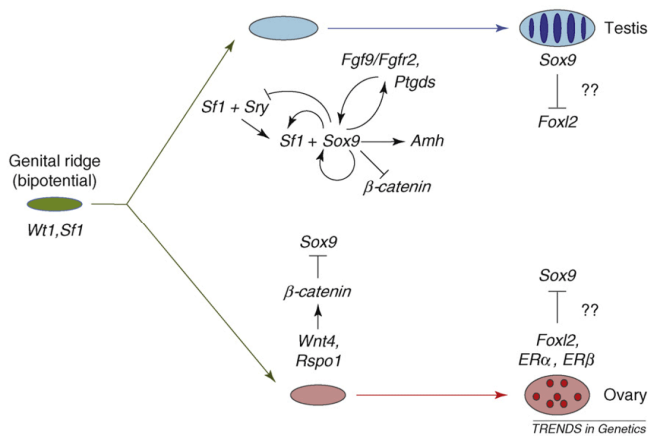 Testis
Fgf9/Fgfr2,
Ptgds
Sox9
??
Foxl2
Sf1 + Sry
Sf1 + Sox9
Amh
β-catenin
Genital ridge
(bipotential)
Wt1,Sf1
Sox9
β-catenin
Wnt4,
Rspo1
Sox9
??
Foxl2,
ERα, ERβ
Ovary
TRENDS in Genetics